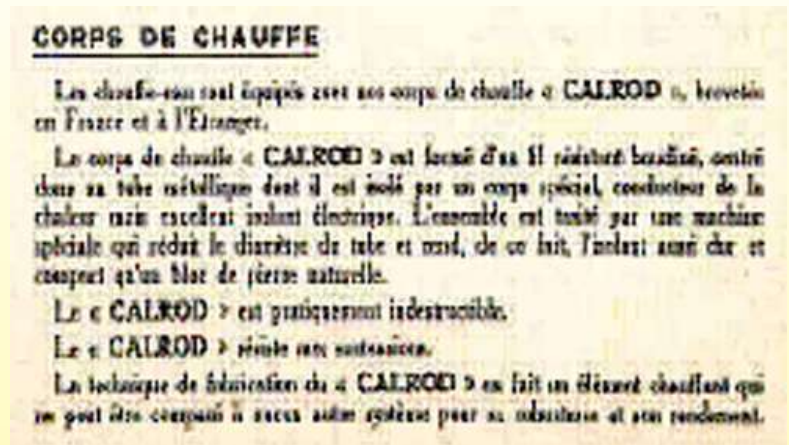 CORPS DE CHAUFFE
Les chauffe-eau sont équipés avec nos corps de chauffe « CALROD », brevetés
en France et à l'Étranger.
Le corps de chauffe « CALROD » est formé d'un fil résistant boudiné, centré
dans un tube métallique dont il est isolé par un corps spécial, conducteur de la
chaleur mais excellent isolant électrique. L'ensemble est traité par une machine
spéciale qui réduit le diamètre du tube et rend, de ce fait, l'isolant aussi dur et
compact qu'un bloc de pierre naturelle.
Le « CALROD » est pratiquement indestructible.
Le « CALROD » résiste aux surtensions.
La technique de fabrication du « CALROD » en fait un élément chauffant qui
ne peut être comparé à aucun autre système pour sa robustesse et son rendement.